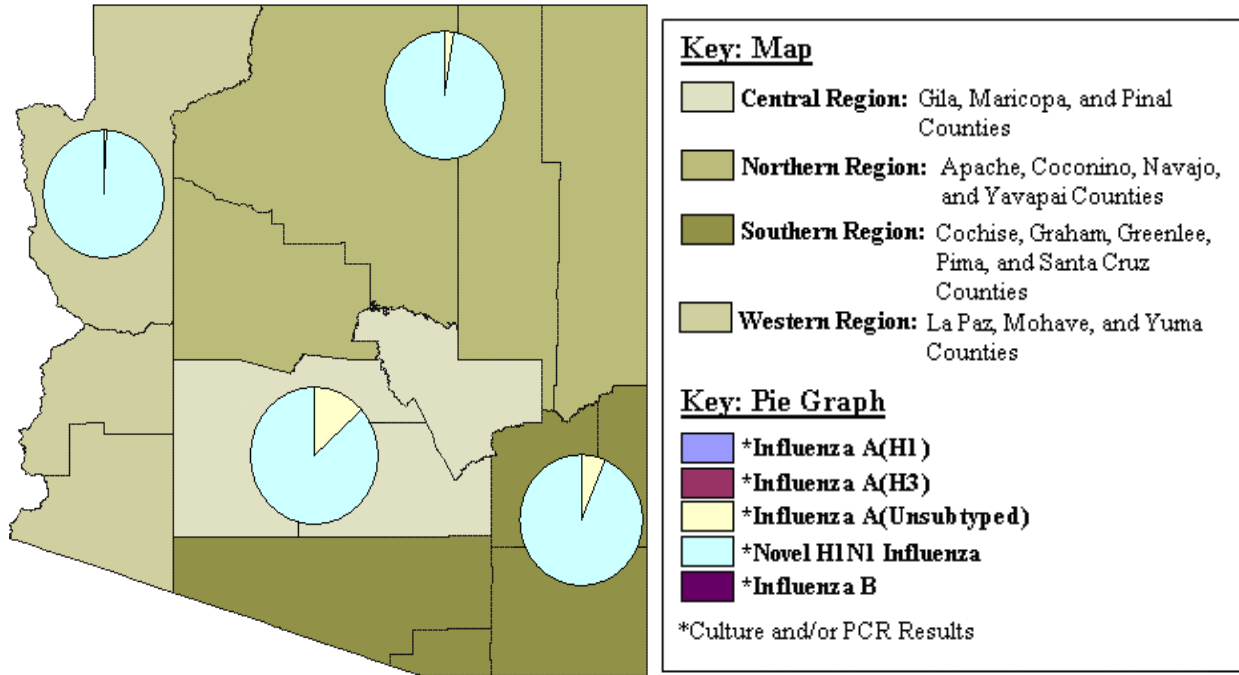 Key: Map
Central Region: Gila, Maricopa, and Pinal
Counties
Northern Region: Apache, Coconino, Navajo,
and Yavapai Counties
Southern Region: Cochise, Graham, Greenlee,
Pima, and Santa Cruz
Counties
Western Region: La Paz, Mohave, and Yuma
Counties
Key: Pie Graph
*Influenza A(H1)
*Influenza A(H3)
*Influenza A(Unsubtyped)
*Novel H1N1 Influenza
*Influenza B
*Culture and/or PCR Results